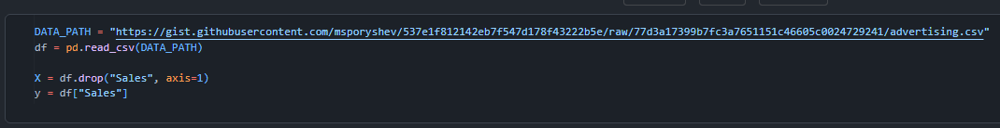 DATA_PATH = "https://gist.githubusercontent.com/msporyshev/537e1f812142eb7f547d178f43222b5e/raw/77d3a17399b7fc3a7651151c46605c0024729241/advertising.csv"
df = pd.read_csv(DATA_PATH)
X = df.drop("Sales", axis=1)
y = df["Sales"]